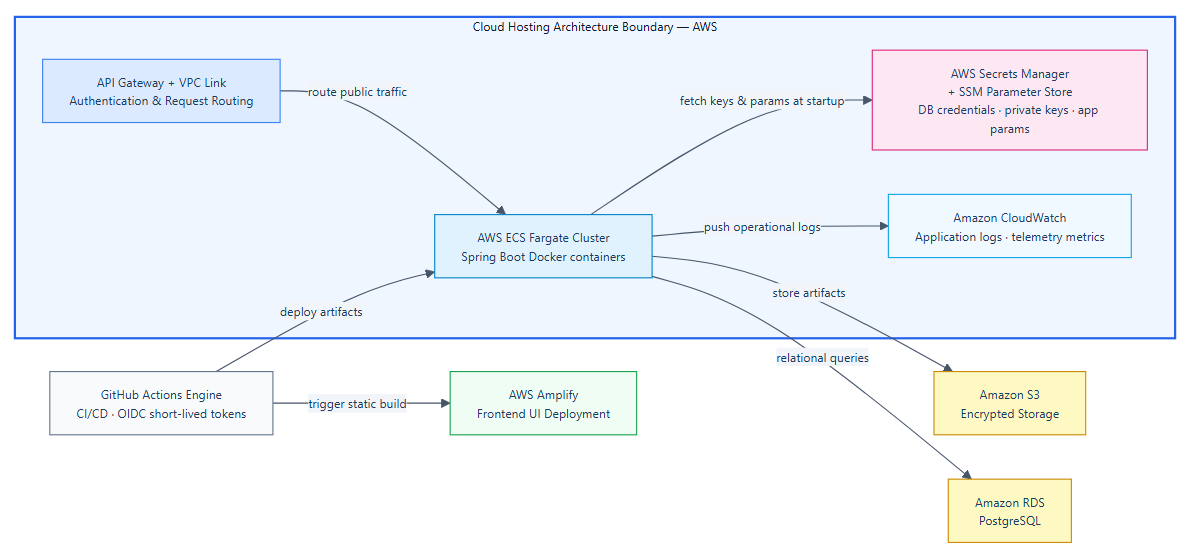 Cloud Hosting Architecture Boundary — AWS
API Gateway + VPC Link
Authentication & Request Routing
route public traffic
fetch keys & params at startup
AWS Secrets Manager
+ SSM Parameter Store
DB credentials · private keys · app
params
AWS ECS Fargate Cluster
Spring Boot Docker containers
push operational logs
Amazon CloudWatch
Application logs · telemetry metrics
store artifacts
deploy artifacts
relational queries
GitHub Actions Engine
CI/CD · OIDC short-lived tokens
trigger static build
AWS Amplify
Frontend UI Deployment
Amazon S3
Encrypted Storage
Amazon RDS
PostgreSQL